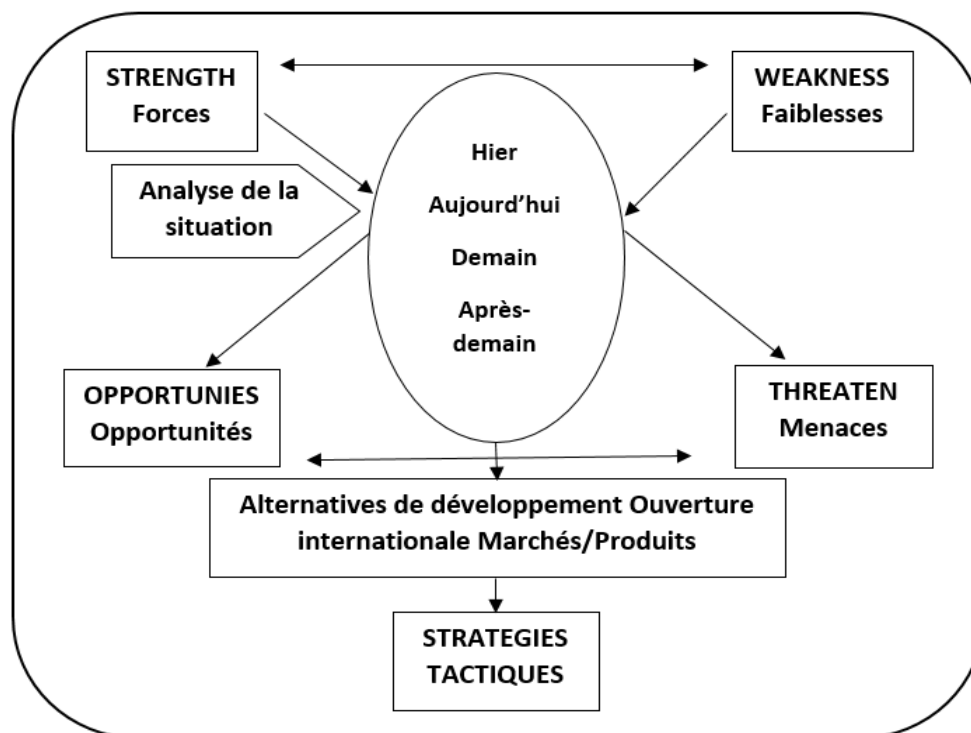 STRENGTH
Forces
WEAKNESS
Faiblesses
Hier
Aujourd’hui
Demain
Après-
demain
Analyse de la
situation
OPPORTUNIES
Opportunités
THREATEN
Menaces
Alternatives de développement Ouverture
internationale Marchés/Produits
STRATEGIES
TACTIQUES